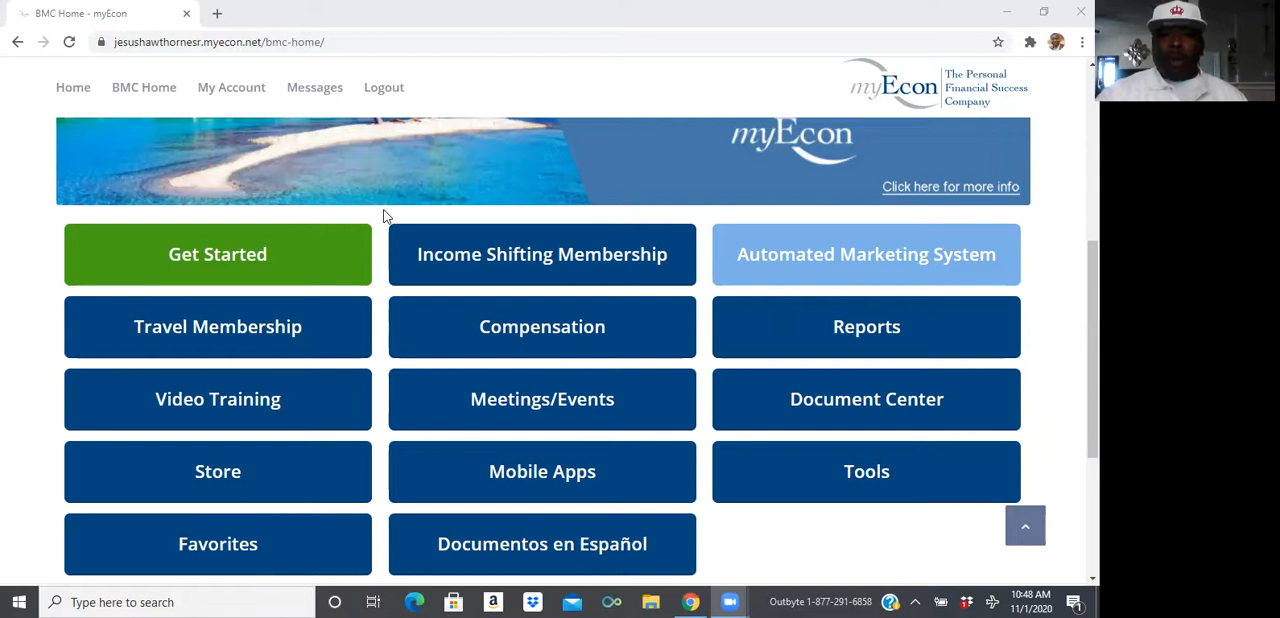 BMC Home - myEcon
jesushawthornesr.myecon.net/bmc-home/
Home BMC Home My Account Messages Logout
myEcon The Personal
Financial Success
Company
myEcon
Click here for more info
Get Started Income Shifting Membership Automated Marketing System
Travel Membership Compensation Reports
Video Training Meetings/Events Document Center
Store Mobile Apps Tools
Favorites Documentos en Español
Type here to search
Outbyte 1-877-291-6858
10:48 AM
11/1/2020
1